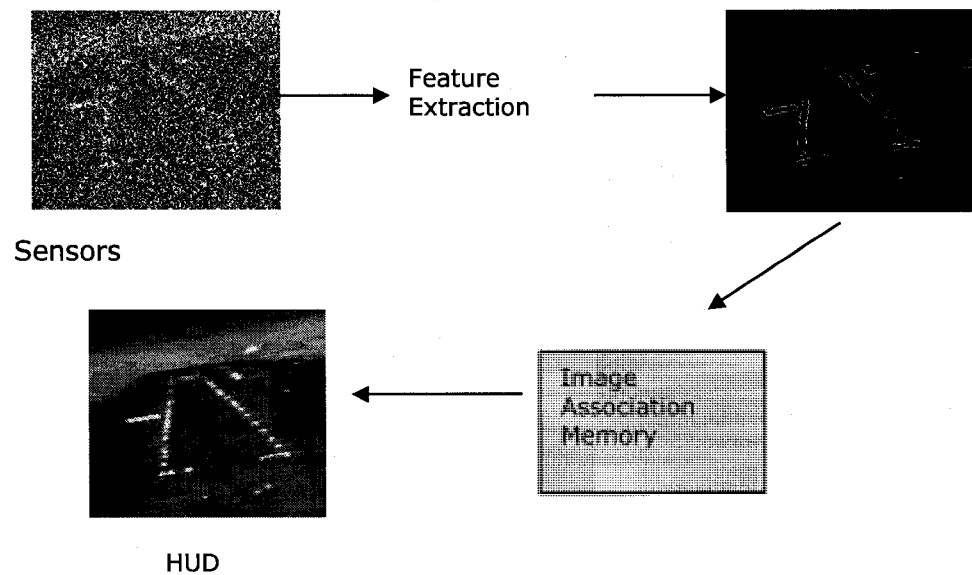 Feature
Extraction
Sensors
Image
Association
Memory
HUD